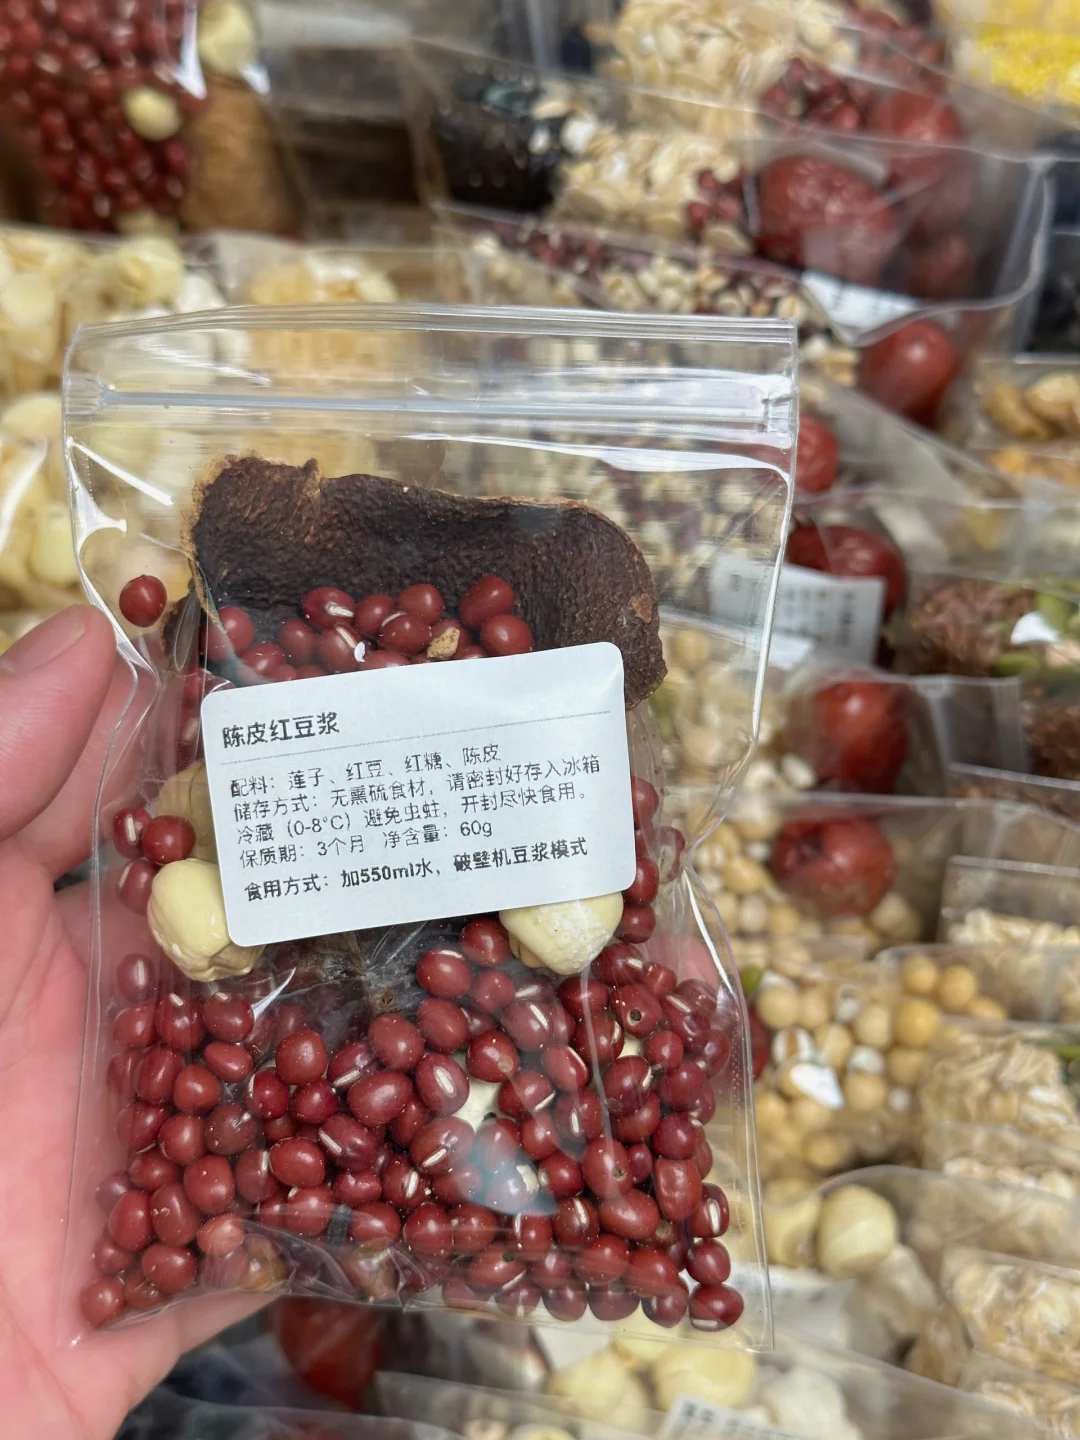 陈皮红豆浆
配料：莲子、红豆、红糖、陈皮
储存方式：无熏硫食材，请密封好存入冰箱
冷藏（0-8°C）避免虫蛀，开封尽快食用。
保质期：3个月 净含量：60g
食用方式：加550ml水，破壁机豆浆模式